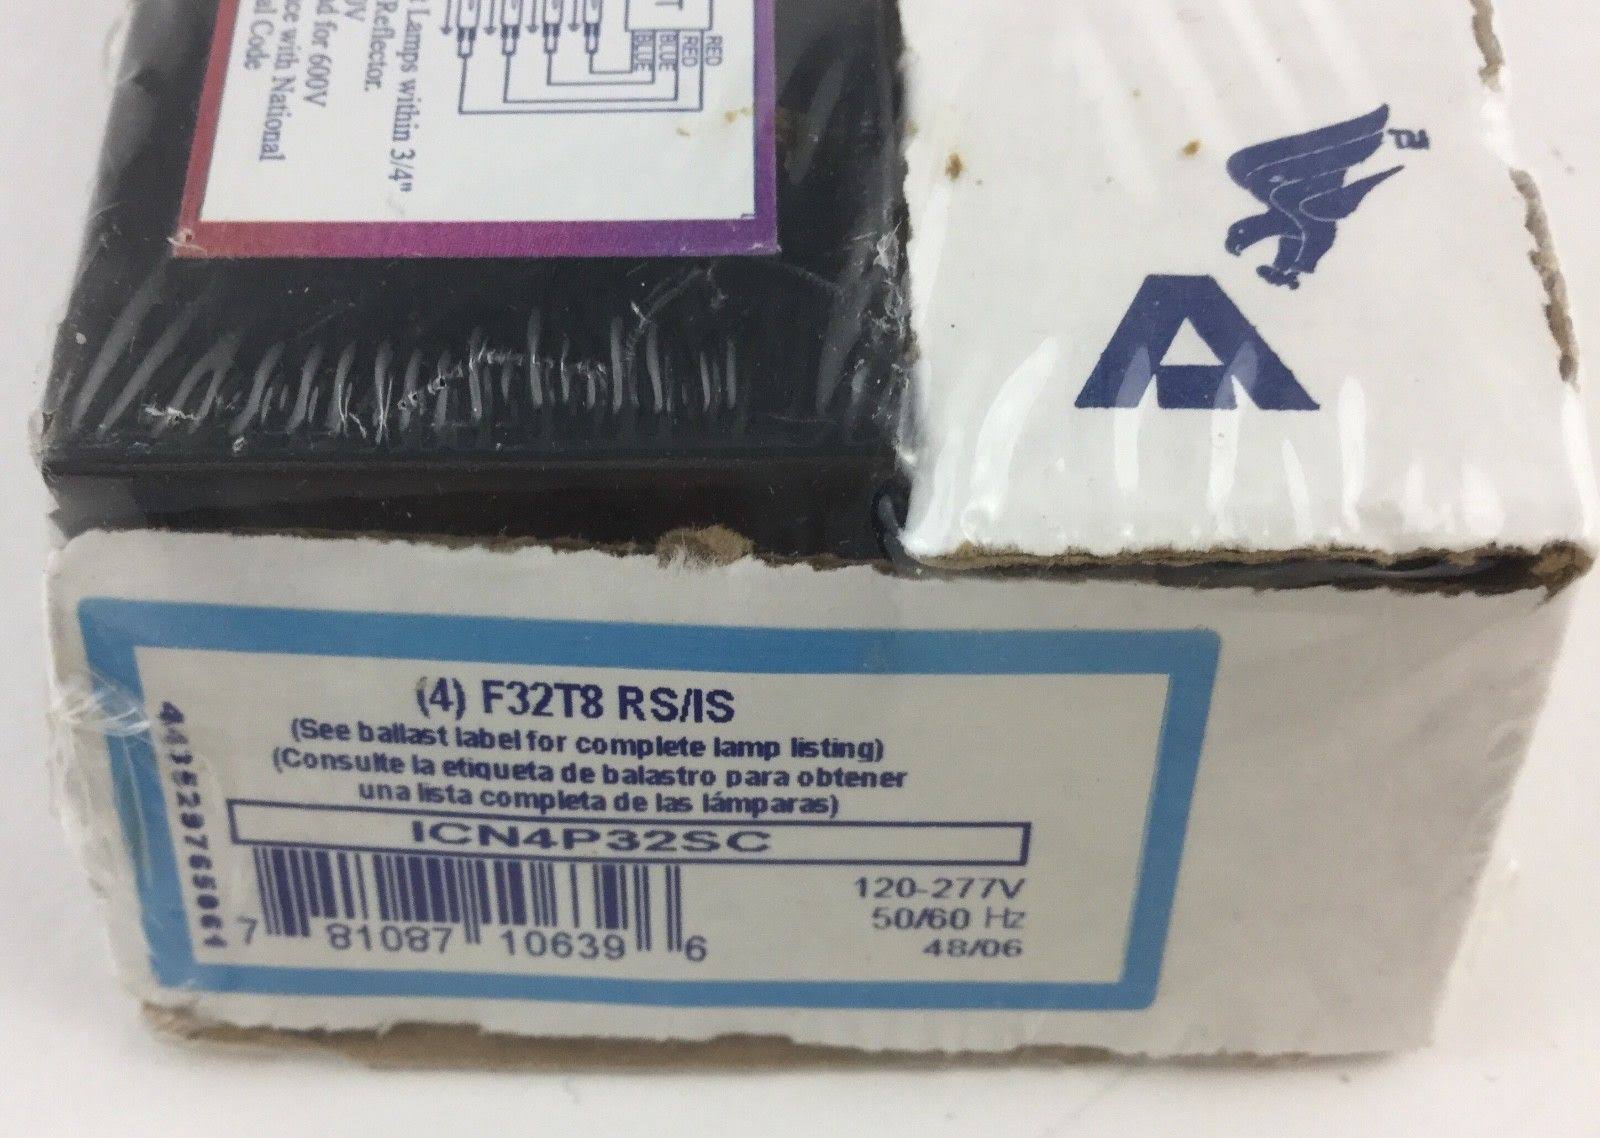 T
RED
RED
BLUE
BLUE
Lamps within 3/4"
Reflector.
d for 600V
ce with National
al Code
A
(4) F32T8 RS/IS
(See ballast label for complete lamp listing)
(Consulte la etiqueta de balastro para obtener
una lista completa de las lámparas)
ICN4P32SC
120-277V
50/60 Hz
48/06
7 81087 10639 6